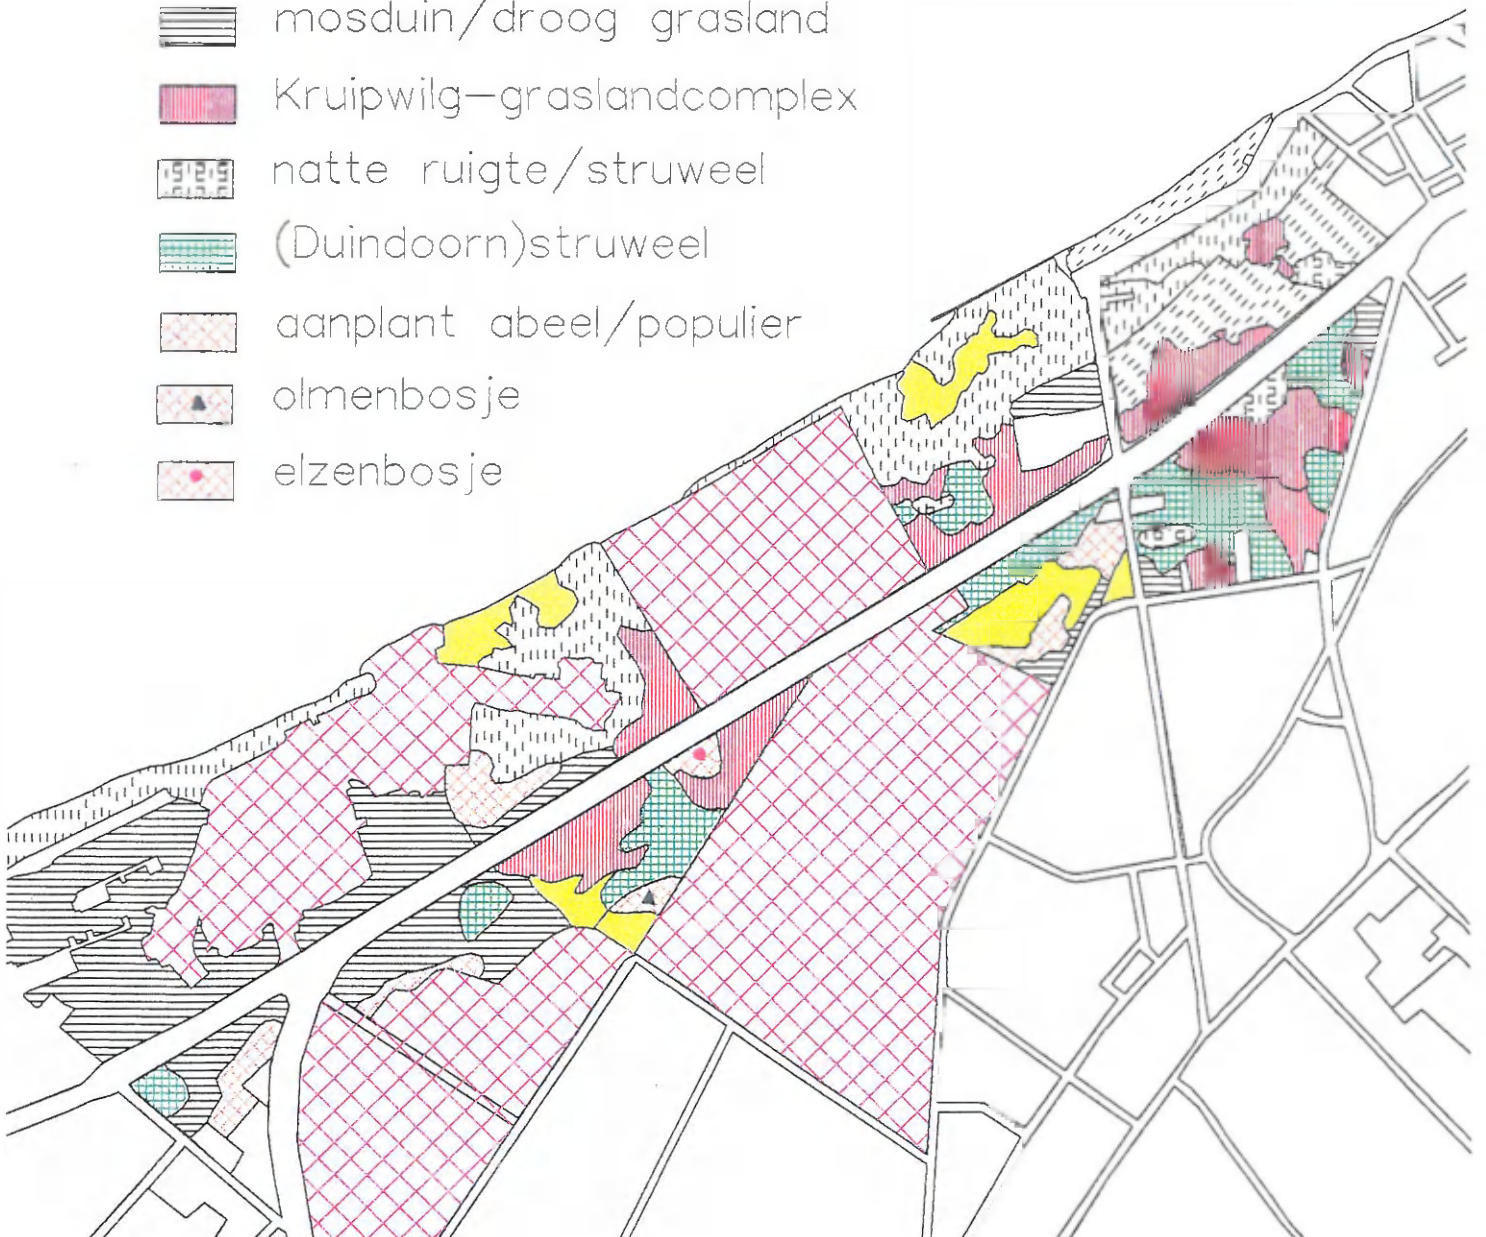 mosduin/droog grasland
Kruipwilg-graslandcomplex
natte ruigte/struweel
(Duindoorn)struweel
aanplant abeel/populier
olmenbosje
elzenbosje